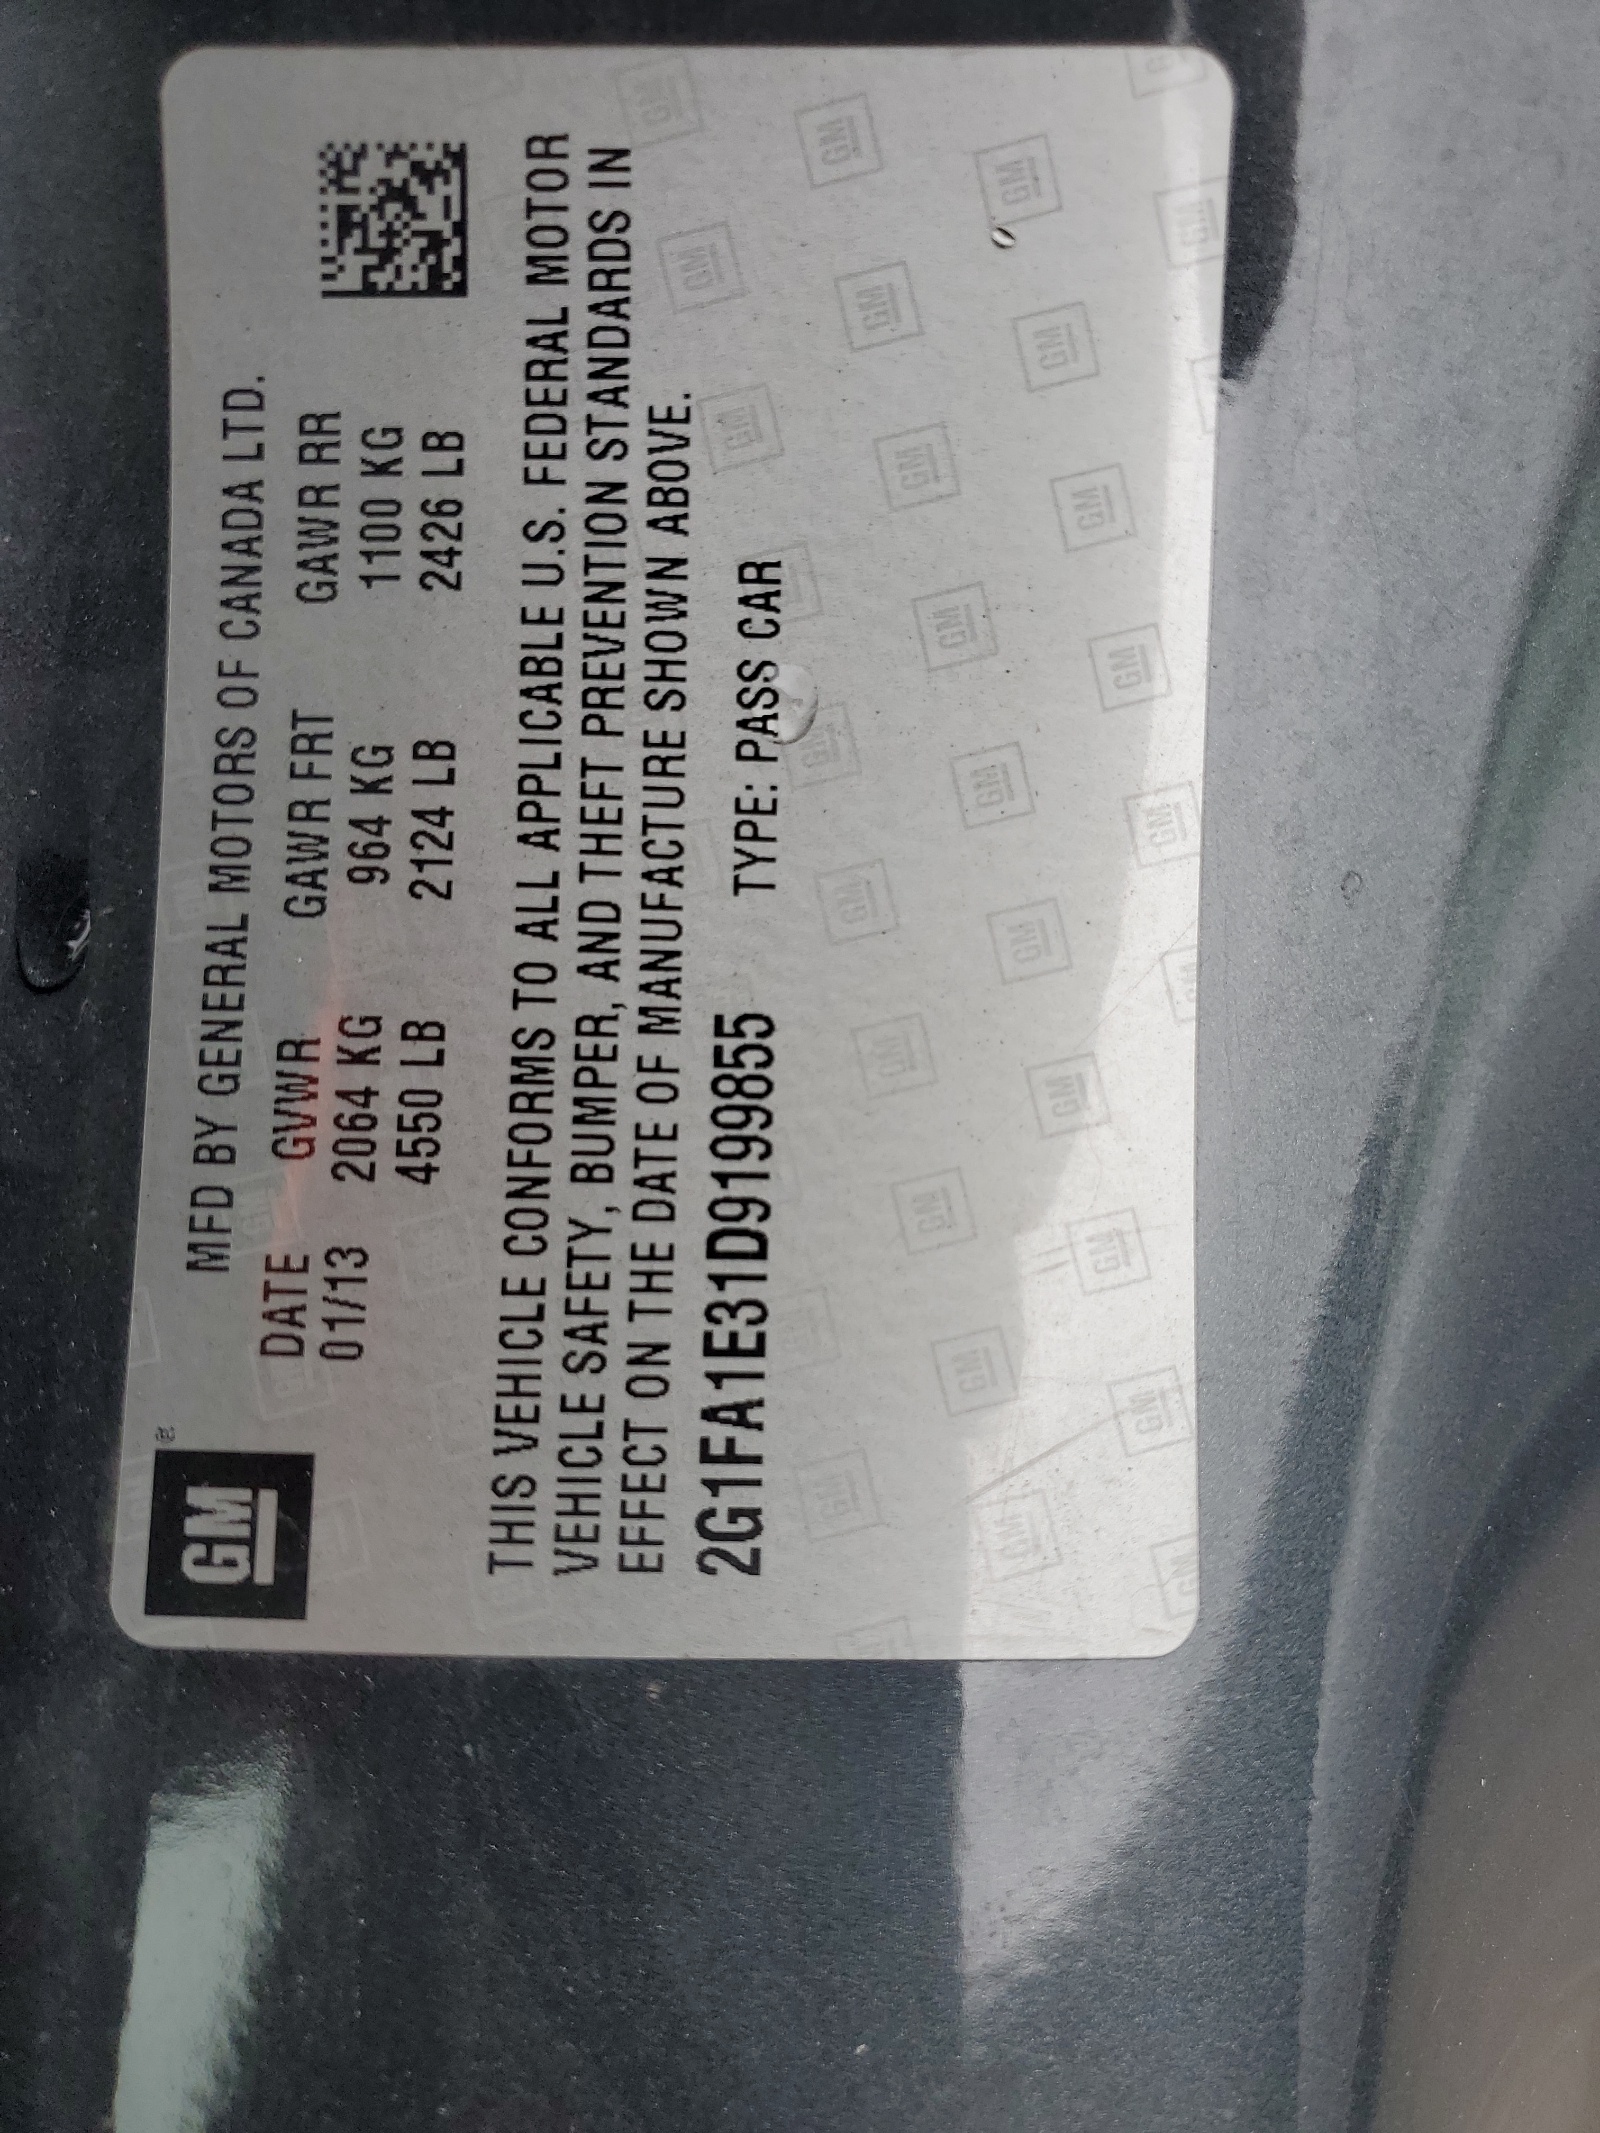 GM ®
MFD BY GENERAL MOTORS OF CANADA LTD.
DATE GVWR GAWR FRT GAWR RR
01/13 2064 KG 964 KG 1100 KG
4550 LB 2124 LB 2426 LB
THIS VEHICLE CONFORMS TO ALL APPLICABLE U.S. FEDERAL MOTOR
VEHICLE SAFETY, BUMPER, AND THEFT PREVENTION STANDARDS IN
EFFECT ON THE DATE OF MANUFACTURE SHOWN ABOVE.
2G1FA1E31D9199855 TYPE: PASS CAR